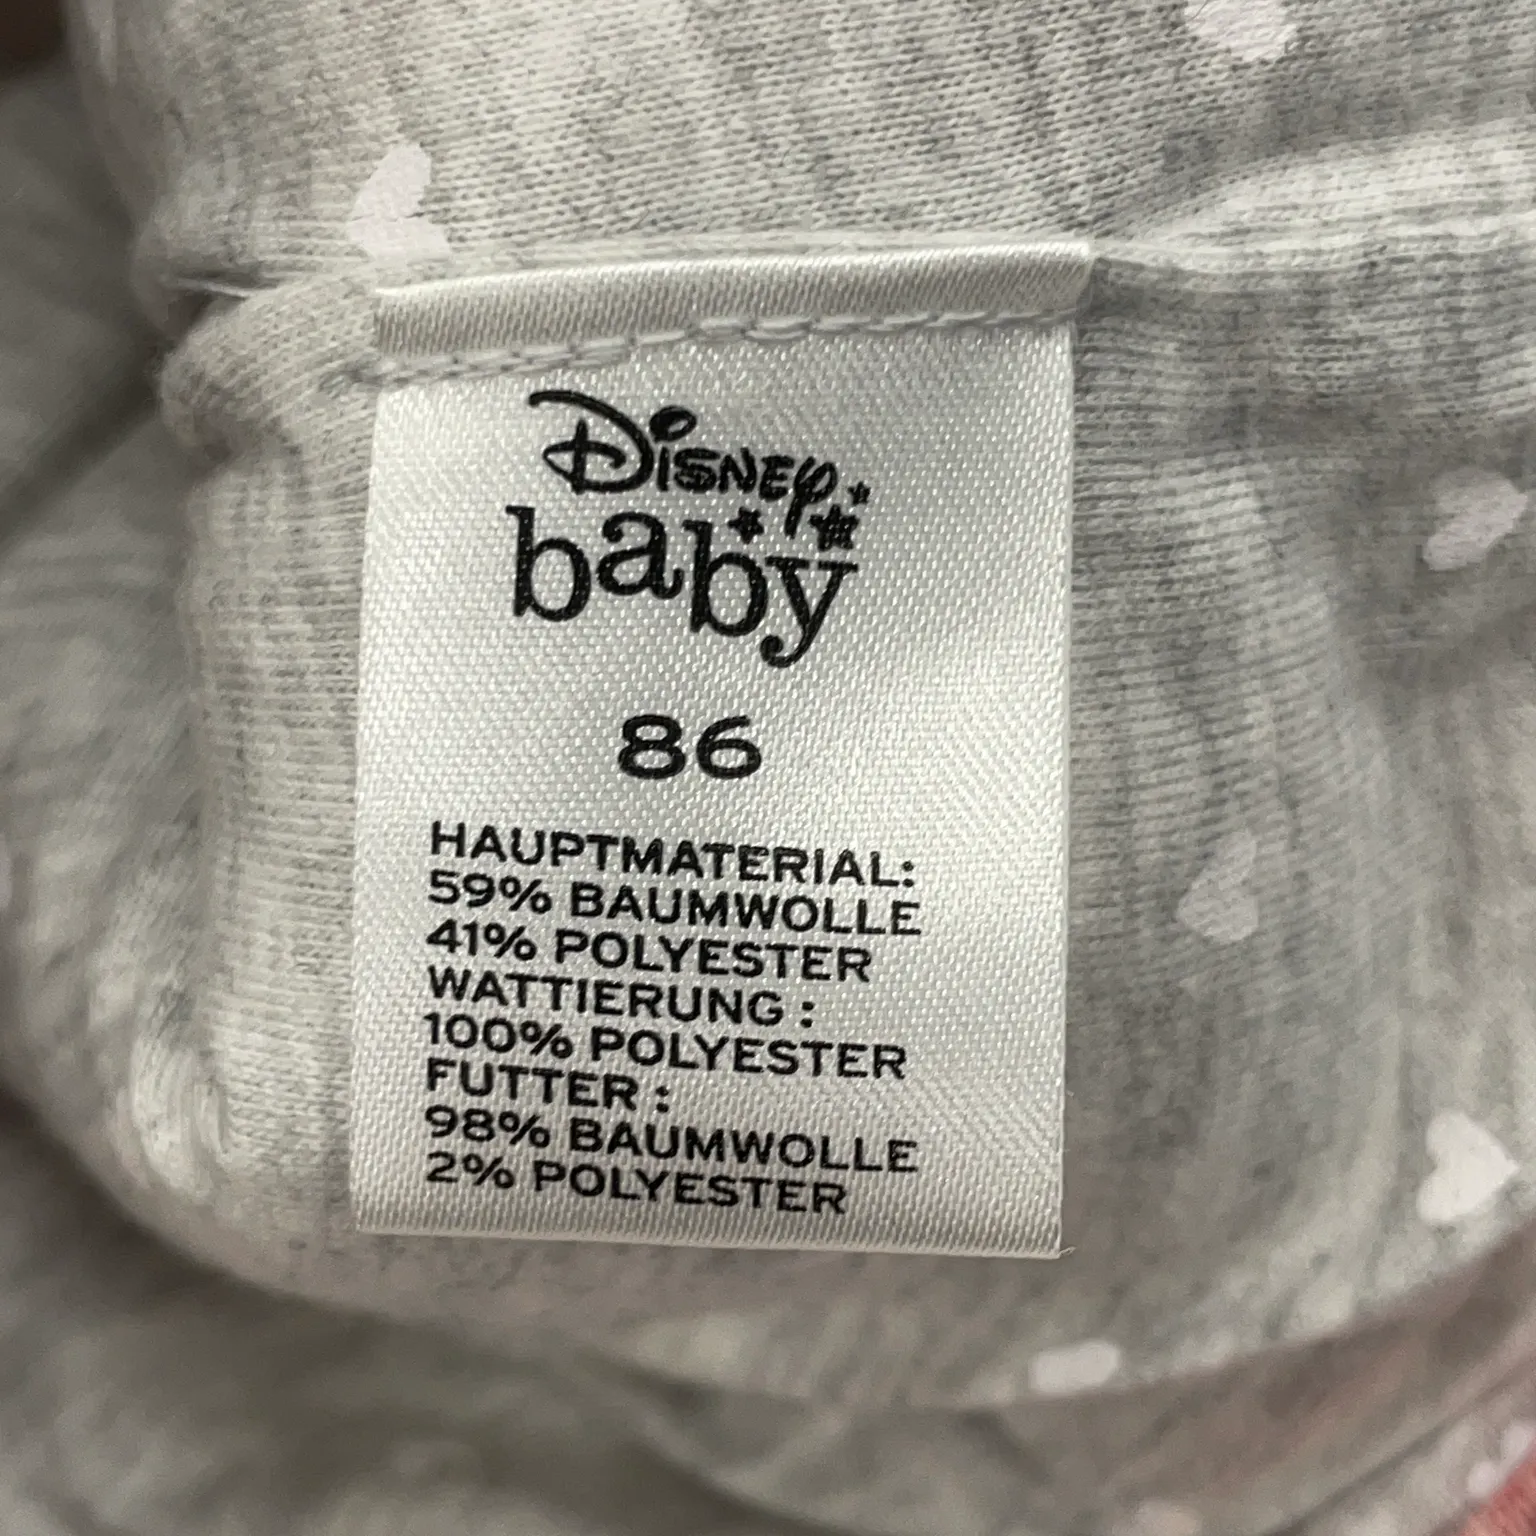 Disney
baby
86
HAUPTMATERIAL:
59% BAUMWOLLE
41% POLYESTER
WATTIERUNG :
100% POLYESTER
FUTTER :
98% BAUMWOLLE
2% POLYESTER